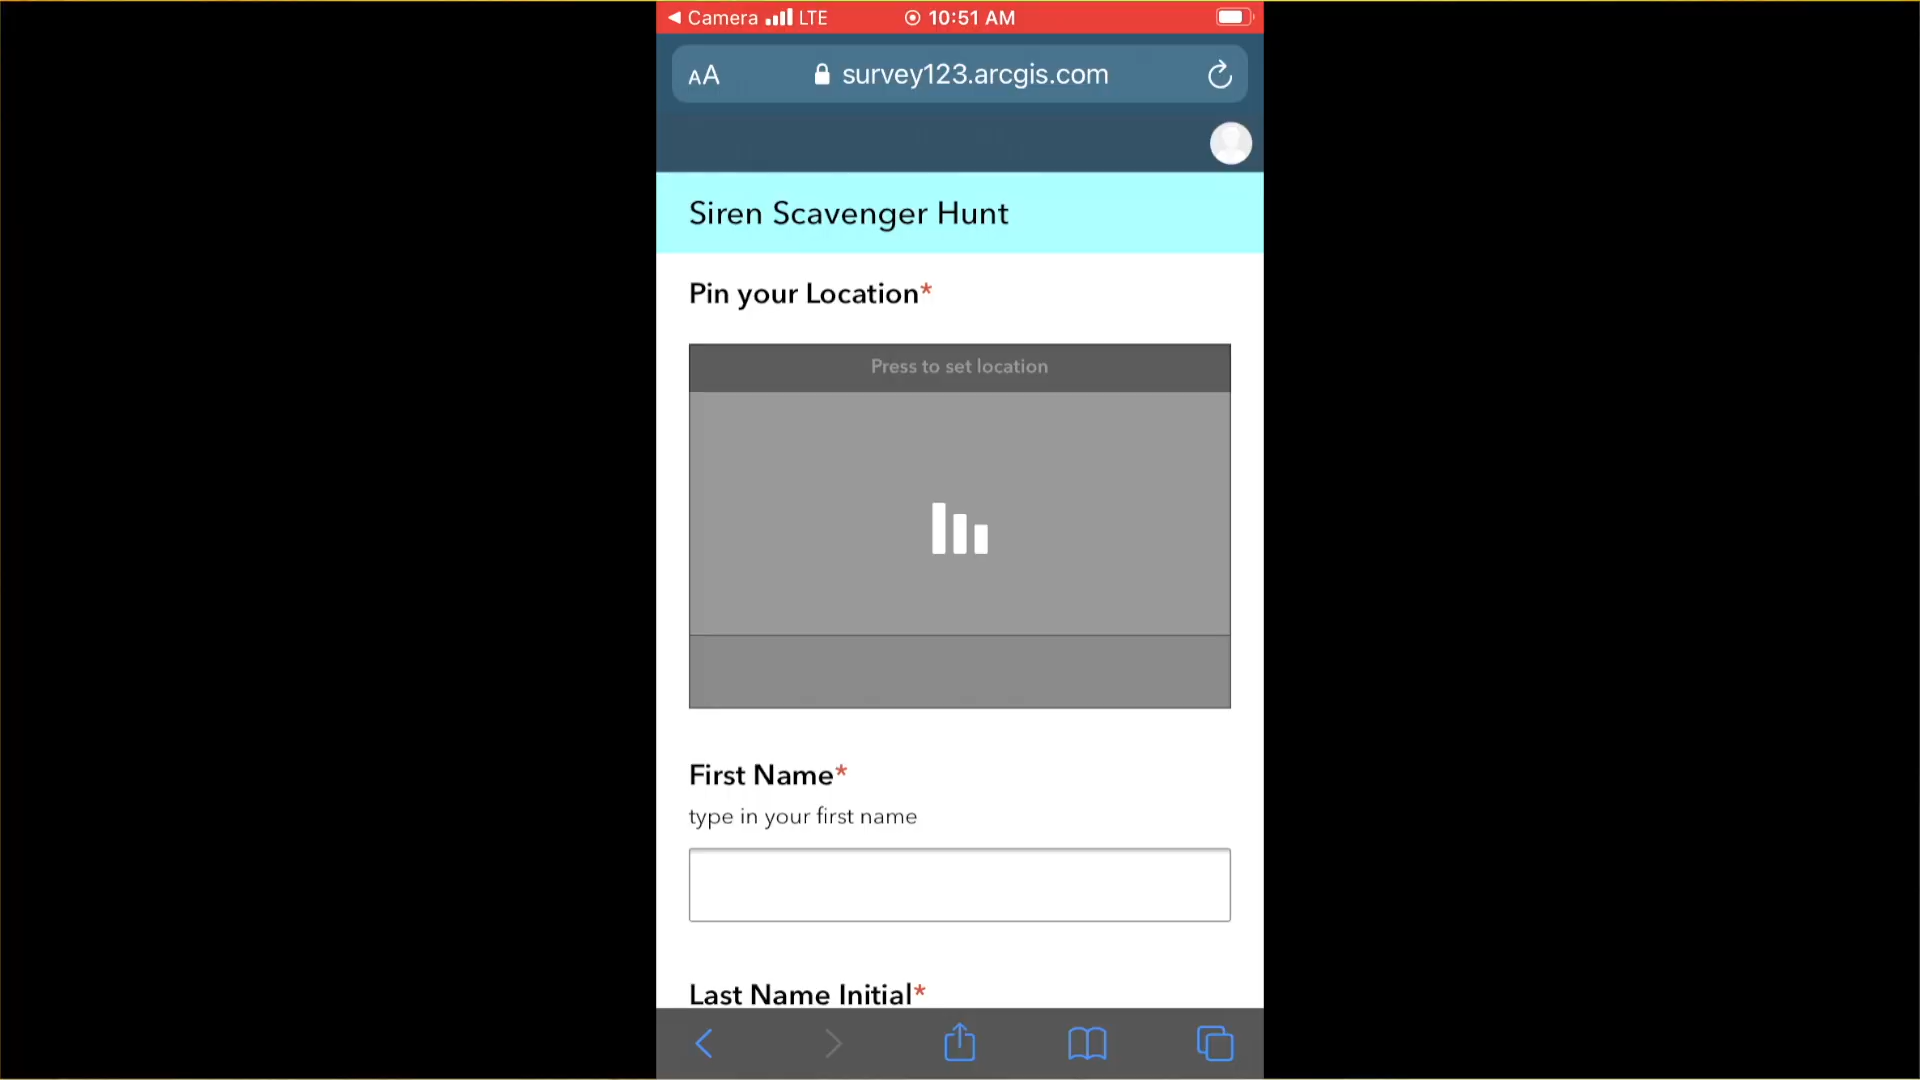 Camera LTE 10:51 AM
AA survey123.arcgis.com
Siren Scavenger Hunt
Pin your Location*
Press to set location
First Name*
type in your first name
Last Name Initial*